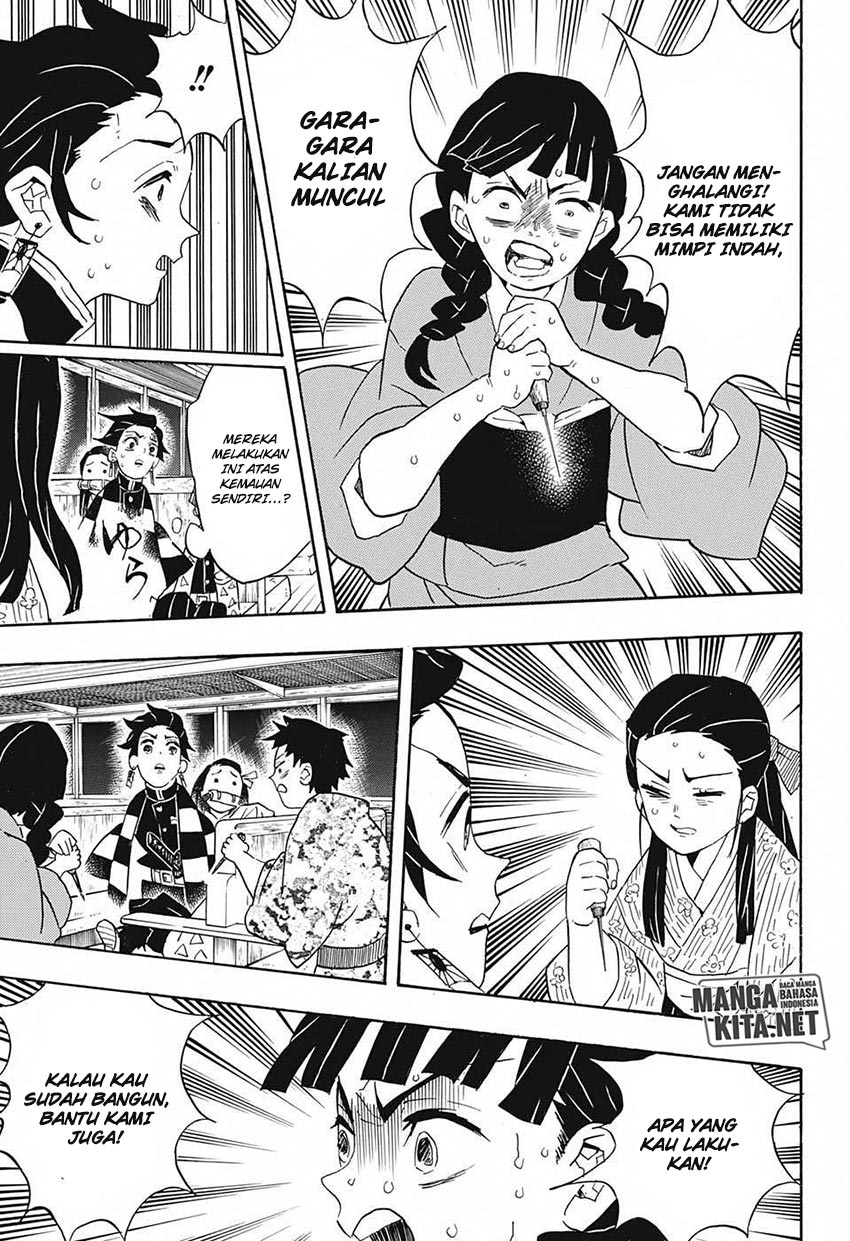 JANGAN MEN-
GHALANGI!
KAMI TIDAK
BISA MEMILIKI
MIMPI INDAH,
GARA-
GARA
KALIAN
MUNCUL
!!
MEREKA
MELAKUKAN
INI ATAS
KEMAUAN
SENDIRI...?
ゆら
MANGA
KITA.NET
BACA MANGA
BAHASA
INDONESIA
APA YANG
KAU LAKU-
KAN!
KALAU KAU
SUDAH BANGUN,
BANTU KAMI
JUGA!